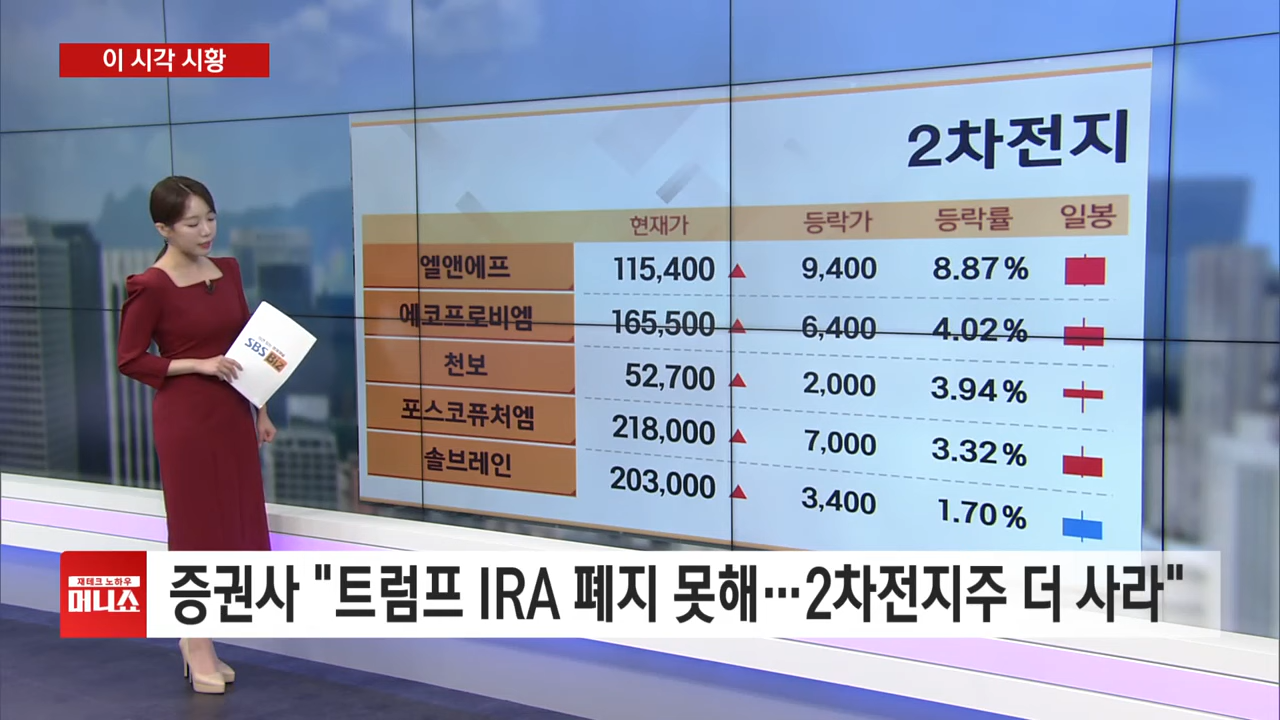 이 시각 시황
2차전지
현재가 등락가 등락률 일봉
엘앤에프 115,400 ▲ 9,400 8.87%
에코프로비엠 165,500 ▲ 6,400 4.02%
천보 52,700 ▲ 2,000 3.94%
포스코퓨처엠 218,000 ▲ 7,000 3.32%
솔브레인 203,000 ▲ 3,400 1.70%
SBS Biz
재테크 노하우
머니쇼
증권사 "트럼프 IRA 폐지 못해…2차전지주 더 사라"